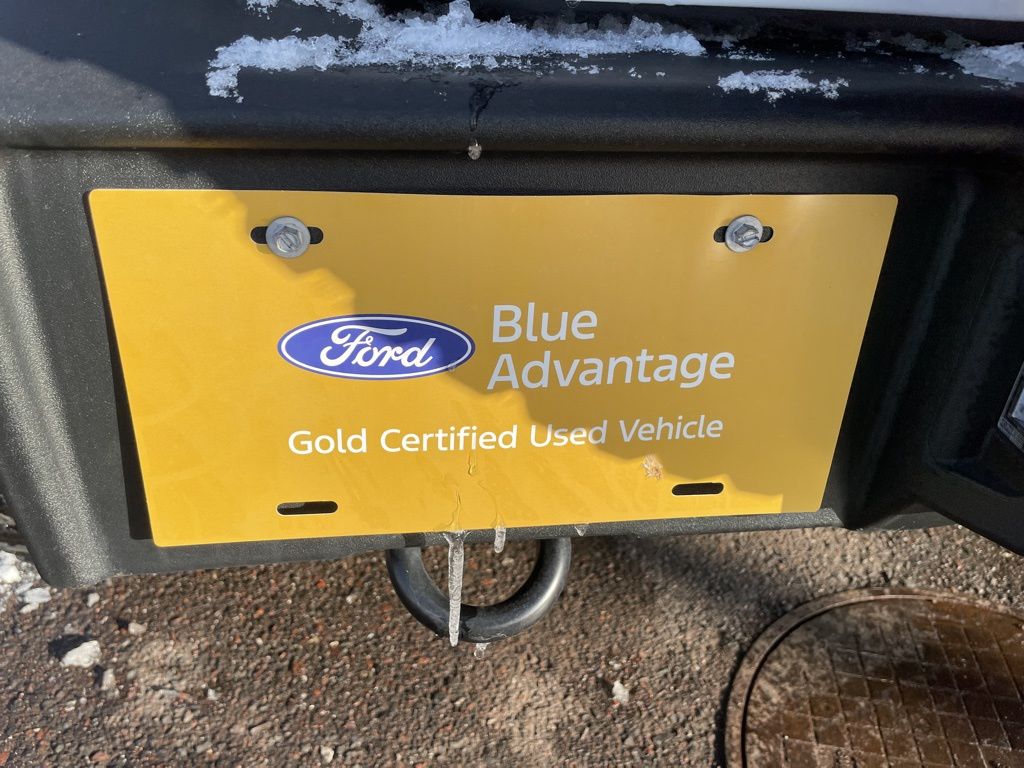 Ford
Blue
Advantage
Gold Certified Used Vehicle